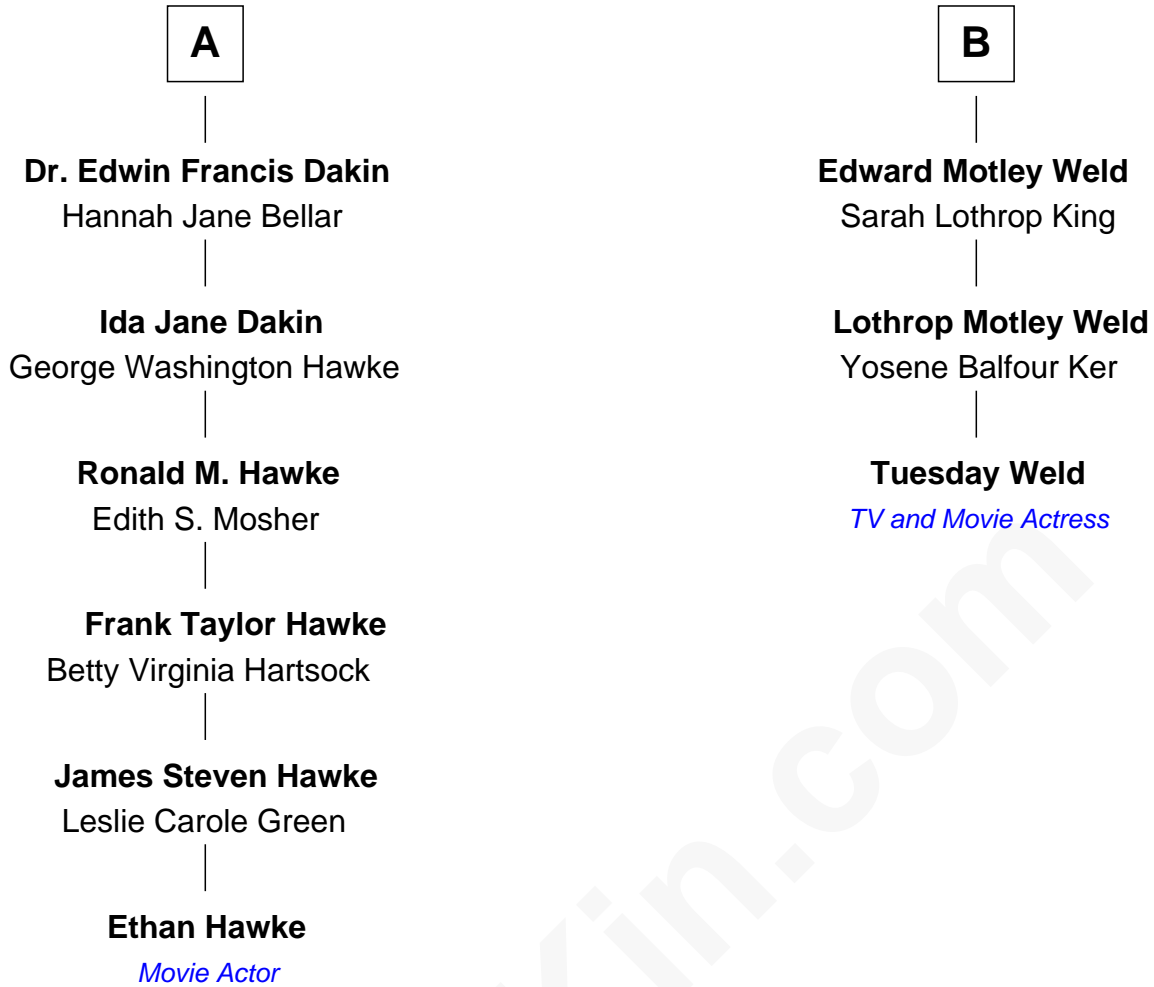 A
Dr. Edwin Francis Dakin
Hannah Jane Bellar
Ida Jane Dakin
George Washington Hawke
Ronald M. Hawke
Edith S. Mosher
Frank Taylor Hawke
Betty Virginia Hartsock
James Steven Hawke
Leslie Carole Green
Ethan Hawke
Movie Actor
B
Edward Motley Weld
Sarah Lothrop King
Lothrop Motley Weld
Yosene Balfour Ker
Tuesday Weld
TV and Movie Actress
Kin.com